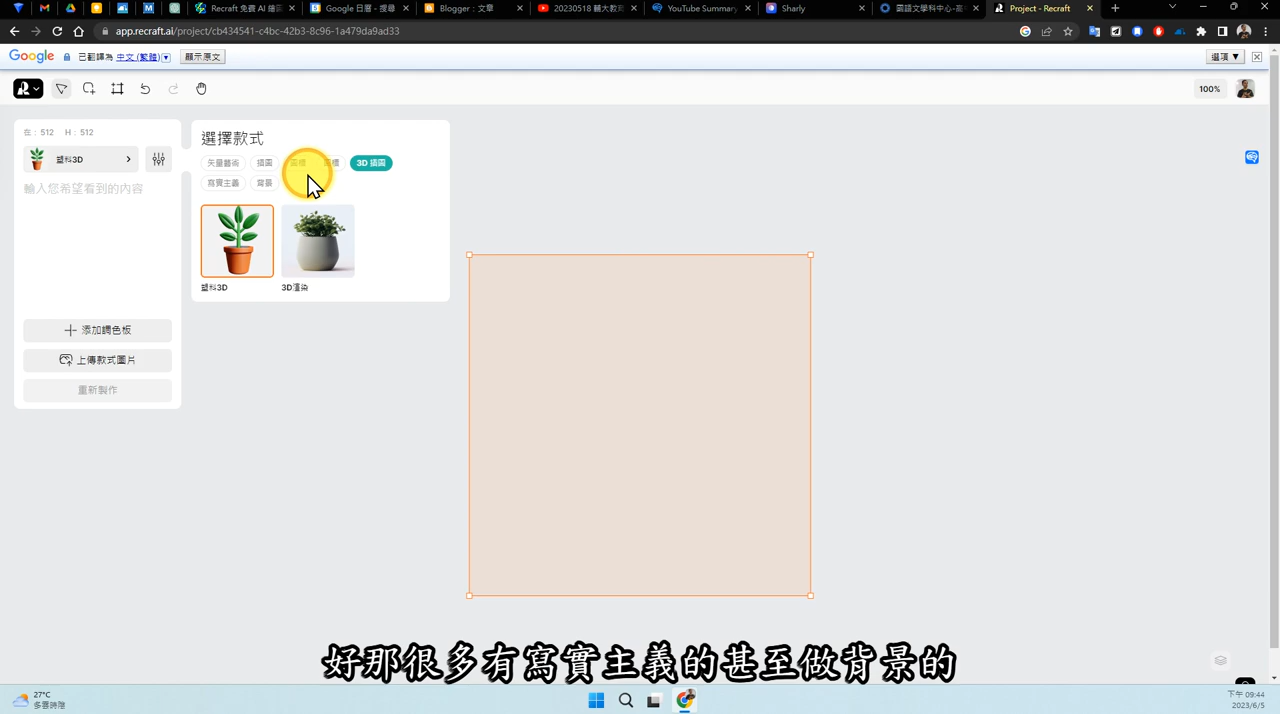 Recraft 免費 AI 繪圖
Google 日曆 - 搜尋
Blogger：文章
20230518 輔大教育
YouTube Summary
Sharly
國語文學科中心-高中
Project - Recraft
app.recraft.ai/project/cb434541-c4bc-42b3-8c96-1a479d9ad33
Google
已翻譯為 中文 (繁體)
顯示原文
選項 ▼
100%
在：512 H：512
塑料3D
輸入您希望看到的內容
添加調色板
上傳款式圖片
重新製作
選擇款式
矢量藝術 插圖 3D 插圖
寫實主義 背景
塑料3D 3D渲染
好那很多有寫實主義的甚至做背景的
27°C
多雲時陰
下午 09:44
2023/6/5